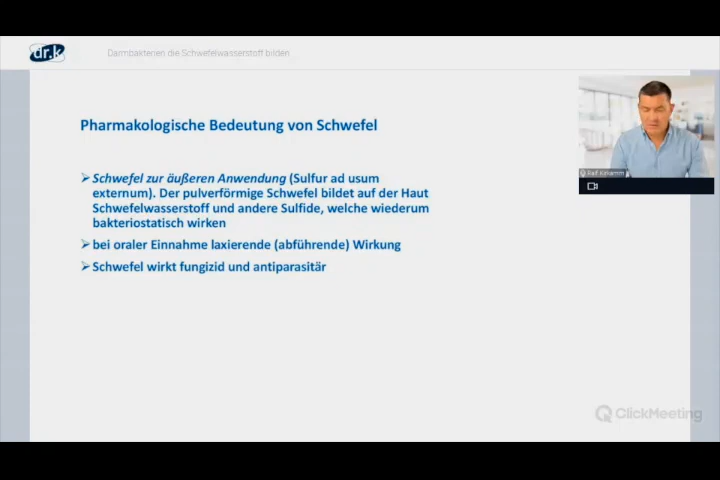 dr.k
Darmbakterien die Schwefelwasserstoff bilden
Pharmakologische Bedeutung von Schwefel
➢Schwefel zur äußeren Anwendung (Sulfur ad usum
externum). Der pulverförmige Schwefel bildet auf der Haut
Schwefelwasserstoff und andere Sulfide, welche wiederum
bakteriostatisch wirken
➢bei oraler Einnahme laxierende (abführende) Wirkung
➢Schwefel wirkt fungizid und antiparasitär
Ralf Kirkamm
ClickMeeting